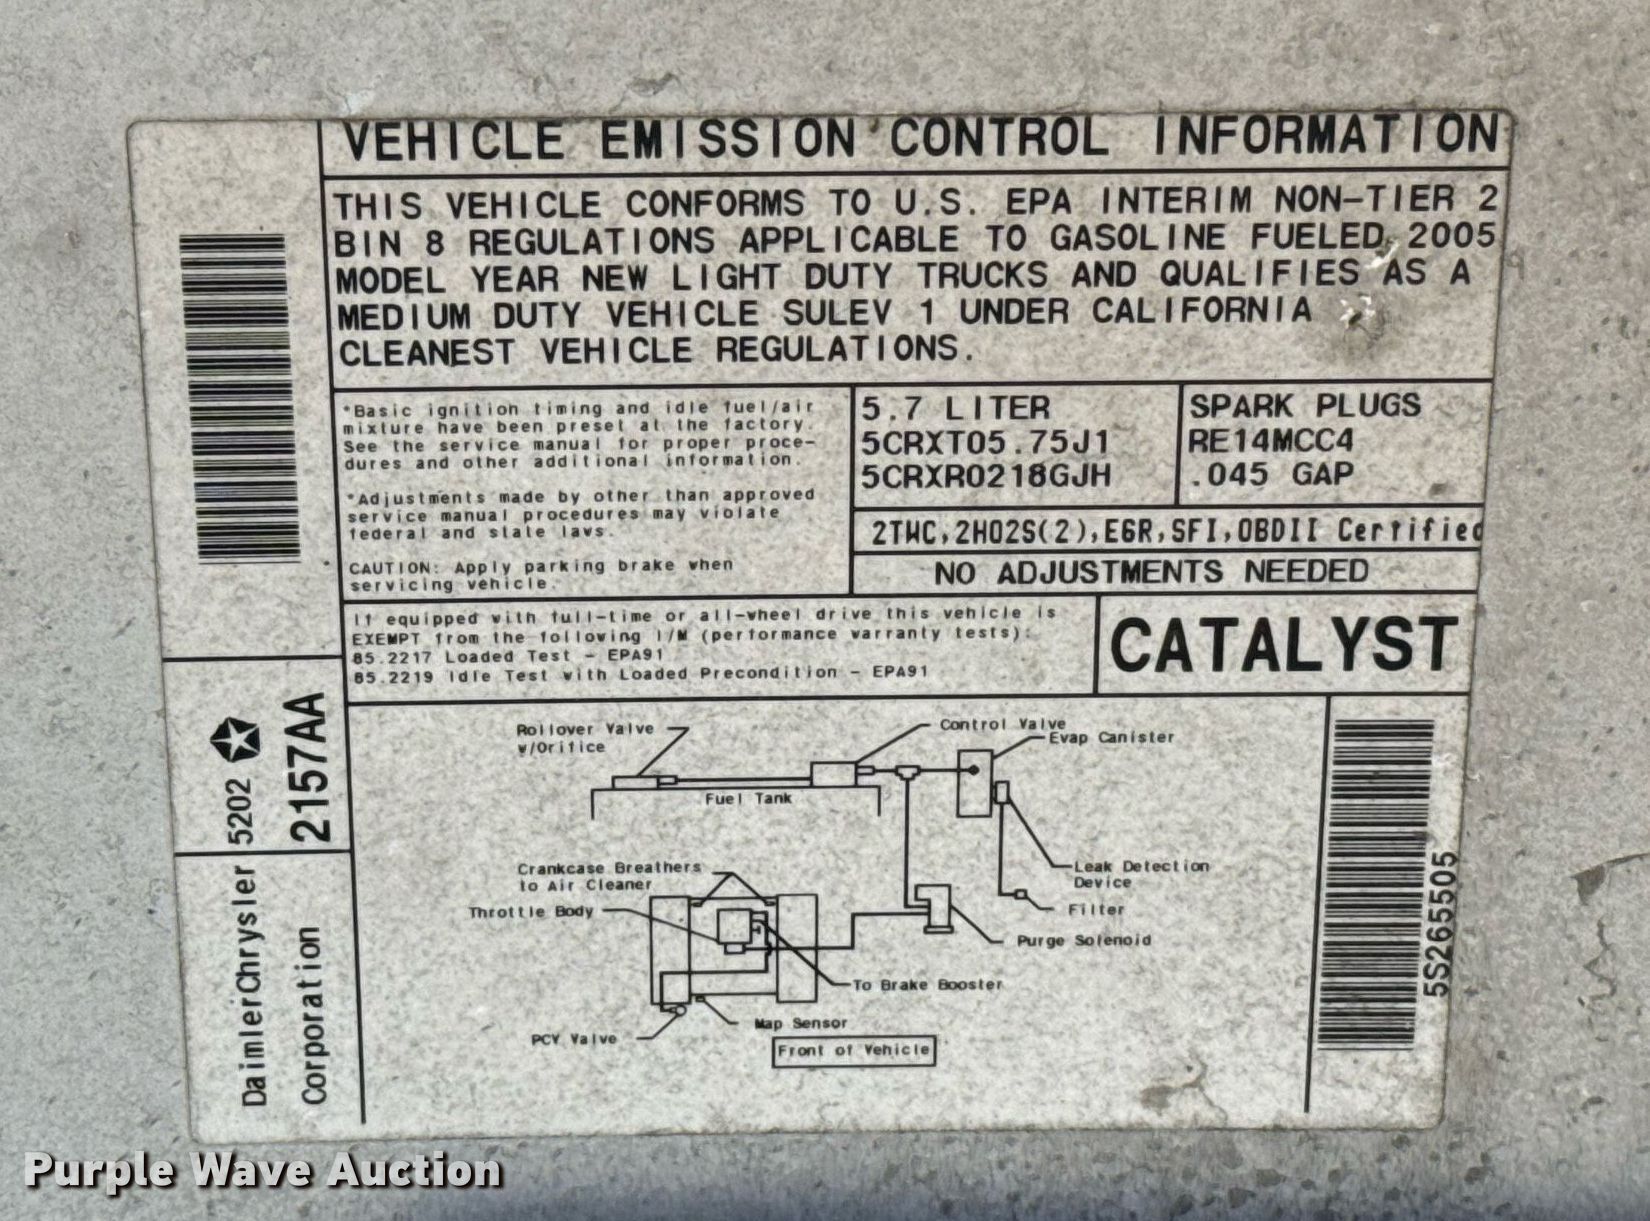 VEHICLE EMISSION CONTROL INFORMATION
THIS VEHICLE CONFORMS TO U.S. EPA INTERIM NON-TIER 2
BIN 8 REGULATIONS APPLICABLE TO GASOLINE FUELED, 2005
MODEL YEAR NEW LIGHT DUTY TRUCKS AND QUALIFIES AS A
MEDIUM DUTY VEHICLE SULEV 1 UNDER CALIFORNIA
CLEANEST VEHICLE REGULATIONS.
*Basic ignition timing and idle fuel/air
mixture have been preset at the factory.
See the service manual for proper proce-
dures and other additional information.
*Adjustments made by other than approved
service manual procedures may violate
federal and state laws.
CAUTION: Apply parking brake when
servicing vehicle.
5.7 LITER
5CRXT05.75J1
5CRXR0218GJH
SPARK PLUGS
RE14MCC4
.045 GAP
2TWC,2HO2S(2),EGR,SFI,OBDII Certified
NO ADJUSTMENTS NEEDED
If equipped with full-time or all-wheel drive this vehicle is
EXEMPT from the following I/M (performance warranty tests):
85.2217 Loaded Test - EPA91
85.2219 Idle Test with Loaded Precondition - EPA91
CATALYST
Rollover Valve
w/Orifice
Control Valve
Evap Canister
Fuel Tank
Crankcase Breathers
to Air Cleaner
Throttle Body
Leak Detection
Device
Filter
Purge Solenoid
To Brake Booster
Map Sensor
PCV Valve
Front of Vehicle
DaimlerChrysler 5202
Corporation 2157AA
5S265505
Purple Wave Auction